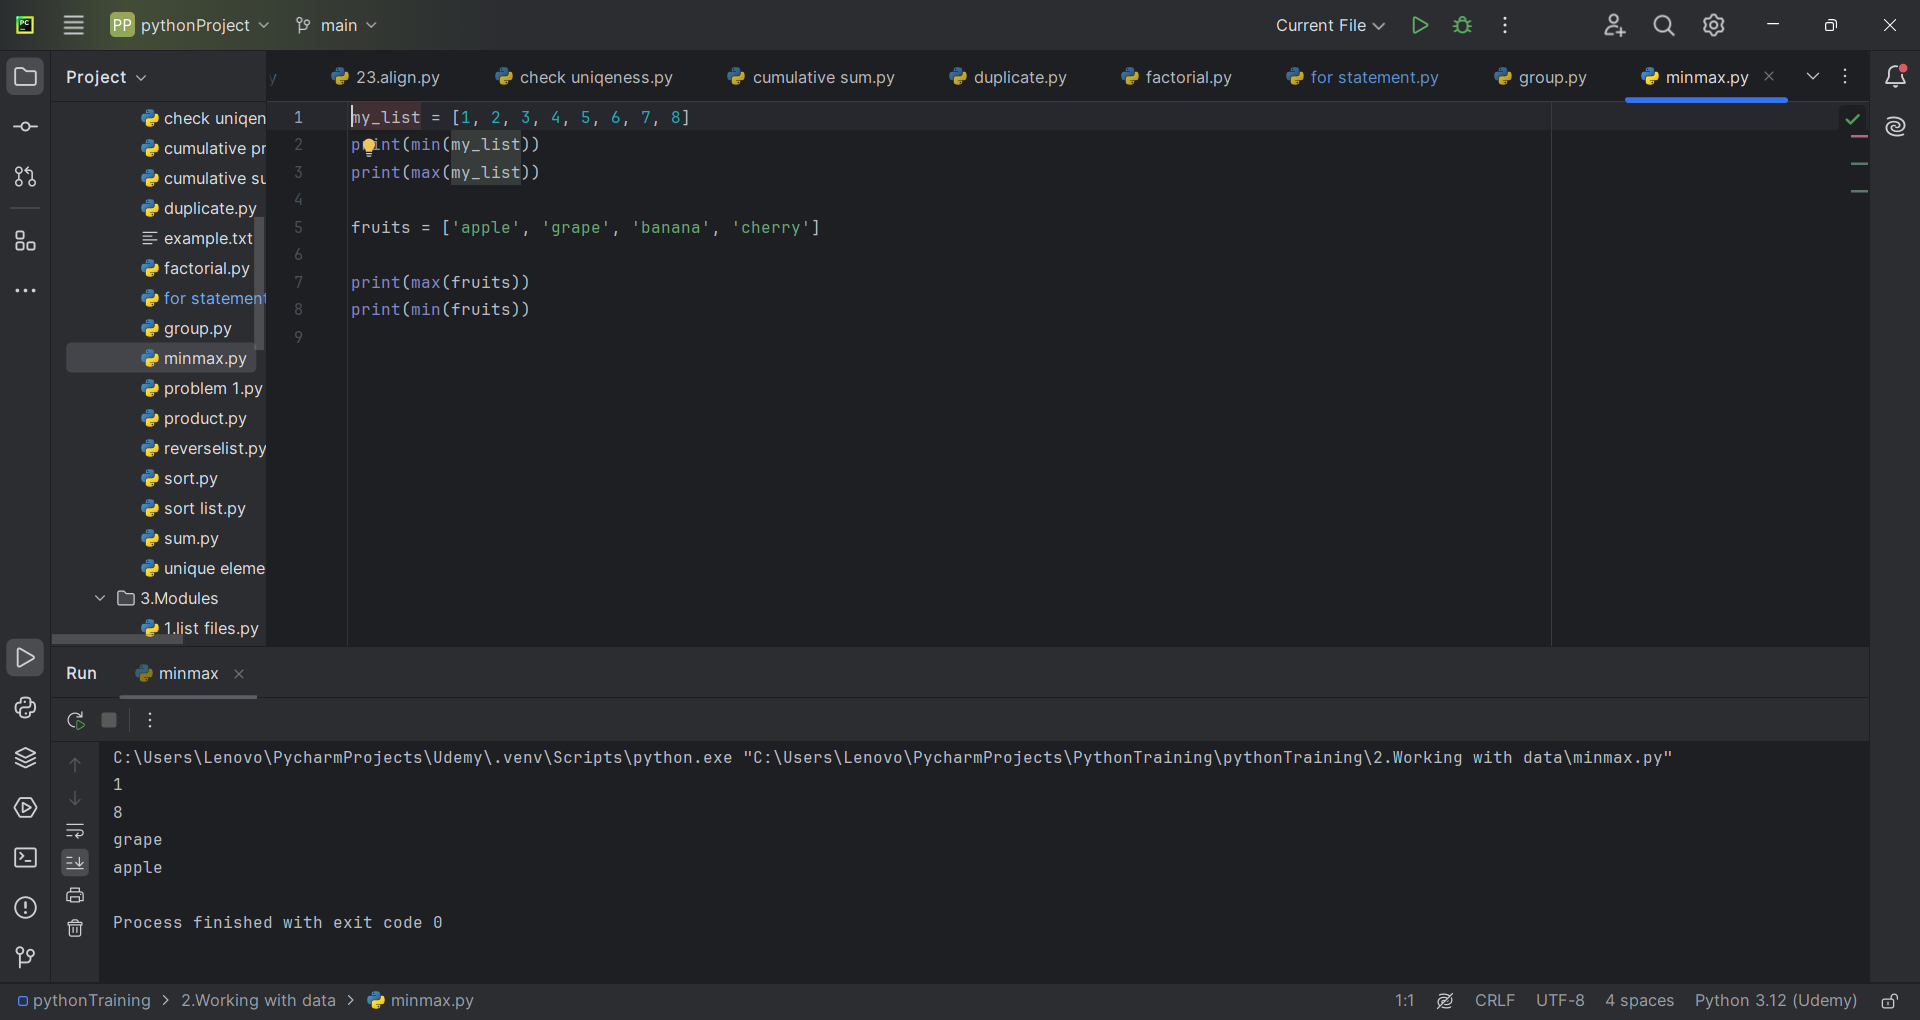 PC
PP pythonProject
main
Current File
Project
y
23.align.py
check uniqeness.py
cumulative sum.py
duplicate.py
factorial.py
for statement.py
group.py
minmax.py
check uniqen
cumulative pr
cumulative su
duplicate.py
example.txt
factorial.py
for statement
group.py
minmax.py
problem 1.py
product.py
reverselist.py
sort.py
sort list.py
sum.py
unique eleme
3.Modules
1.list files.py
1 my_list = [1, 2, 3, 4, 5, 6, 7, 8]
2 print(min(my_list))
3 print(max(my_list))
4
5 fruits = ['apple', 'grape', 'banana', 'cherry']
6
7 print(max(fruits))
8 print(min(fruits))
9
Run
minmax
C:\Users\Lenovo\PycharmProjects\Udemy\.venv\Scripts\python.exe "C:\Users\Lenovo\PycharmProjects\PythonTraining\pythonTraining\2.Working with data\minmax.py"
1
8
grape
apple
Process finished with exit code 0
pythonTraining > 2.Working with data > minmax.py
1:1 CRLF UTF-8 4 spaces Python 3.12 (Udemy)